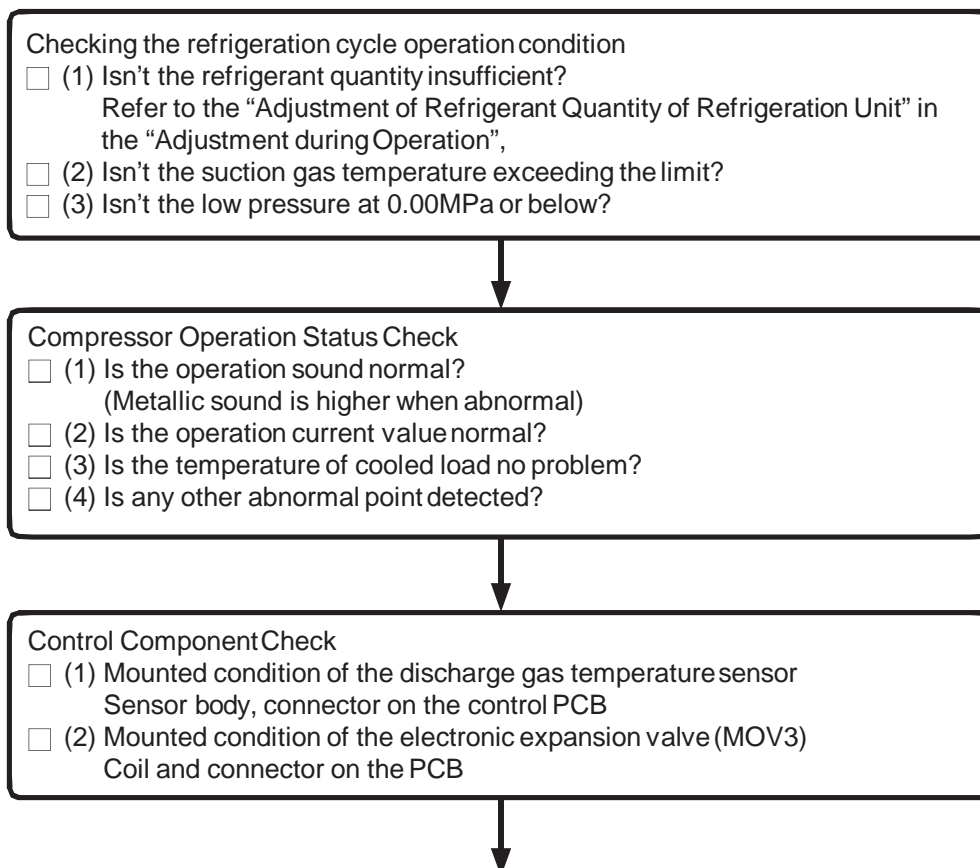 Checking the refrigeration cycle operation condition
☐ (1) Isn't the refrigerant quantity insufficient?
Refer to the “Adjustment of Refrigerant Quantity of Refrigeration Unit” in
the “Adjustment during Operation”,
☐ (2) Isn't the suction gas temperature exceeding the limit?
☐ (3) Isn't the low pressure at 0.00MPa or below?
Compressor Operation Status Check
☐ (1) Is the operation sound normal?
(Metallic sound is higher when abnormal)
☐ (2) Is the operation current value normal?
☐ (3) Is the temperature of cooled load no problem?
☐ (4) Is any other abnormal point detected?
Control Component Check
☐ (1) Mounted condition of the discharge gas temperature sensor
Sensor body, connector on the control PCB
☐ (2) Mounted condition of the electronic expansion valve (MOV3)
Coil and connector on the PCB